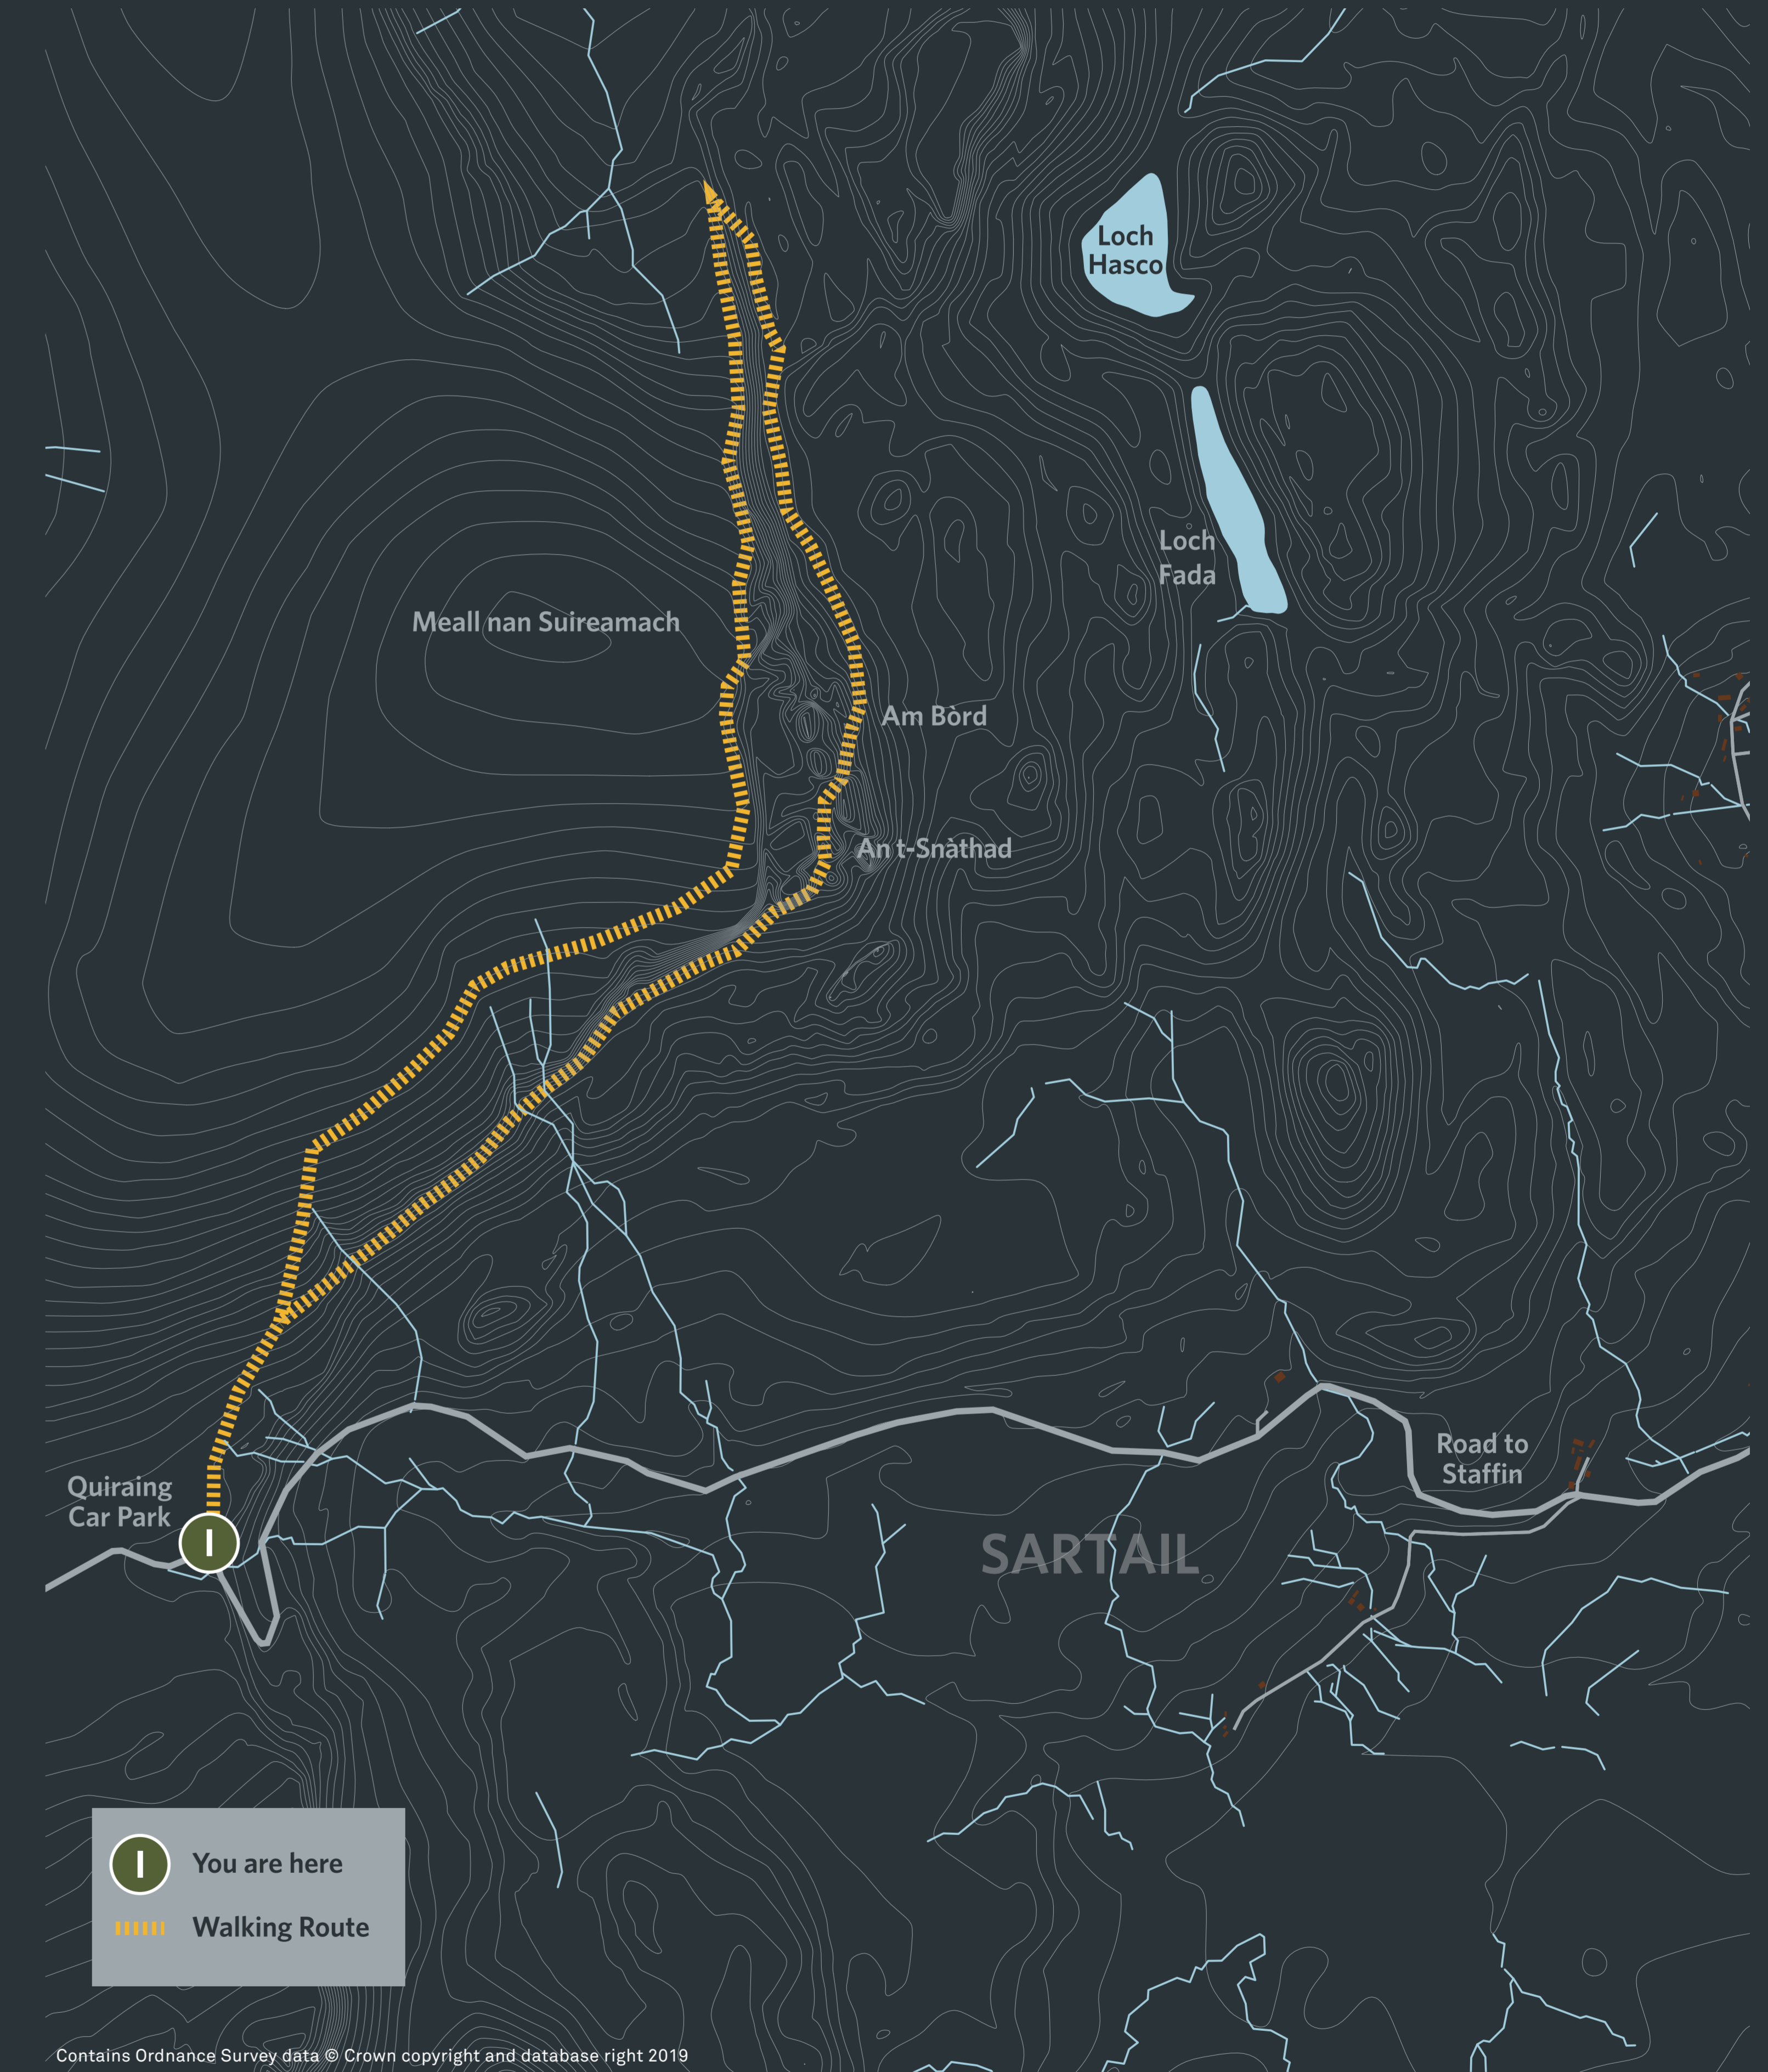 Loch
Hasco
Loch
Fada
Meall nan Suireamach
Am Bòrd
An t-Snàthad
Road to
Staffin
Quiraing
Car Park
I
SARTAIL
I
You are here
Walking Route
Contains Ordnance Survey data © Crown copyright and database right 2019